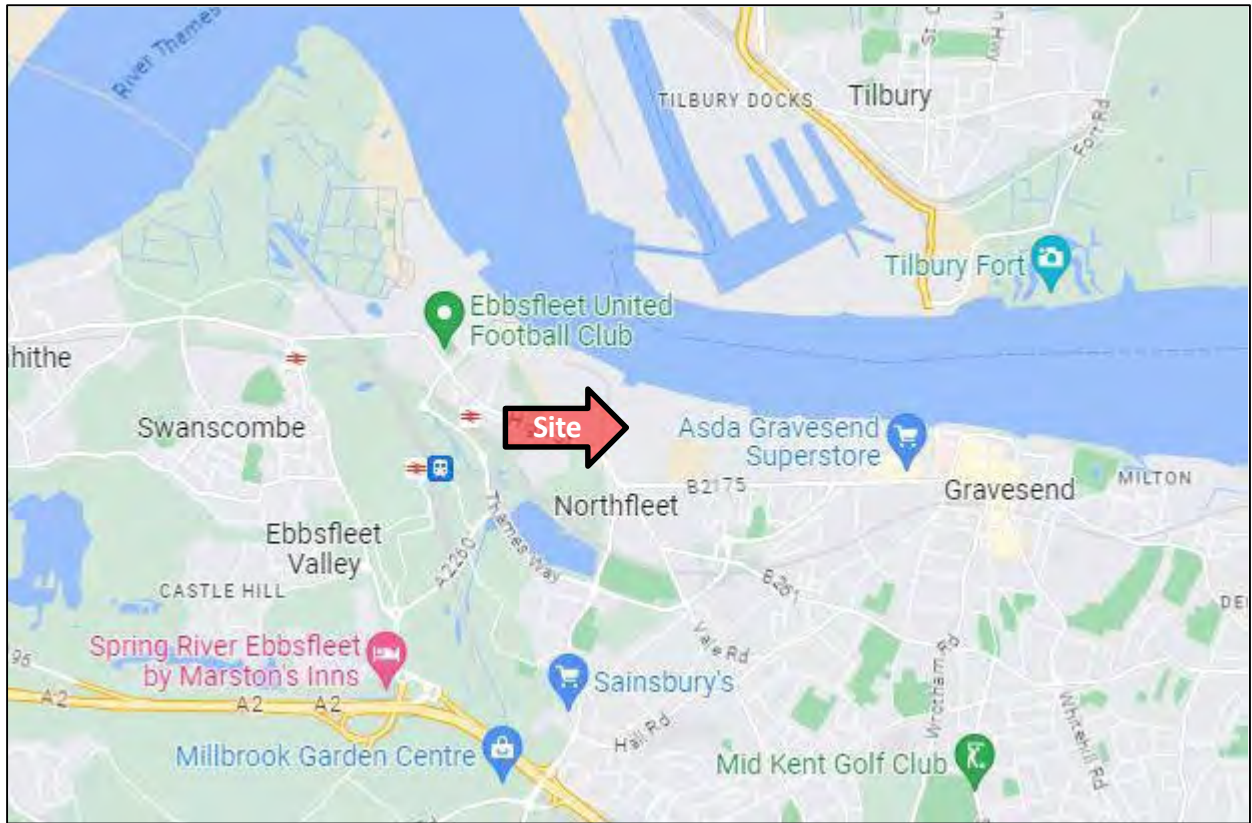 River Thames
TILBURY DOCKS
Tilbury
Fort Rd
Tilbury Fort
Ebbsfleet United
Football Club
hithe
Swanscombe
Site
Asda Gravesend
Superstore
B2175
Gravesend
MILTON
Northfleet
Ebbsfleet
Valley
Thames Way
A2260
B261
CASTLE HILL
DE
Spring River Ebbsfleet
by Marston's Inns
Vale Rd
Wrotham Rd
Sainsbury's
A2
A2
A2
Whitehill Rd
Hall Rd
Millbrook Garden Centre
Mid Kent Golf Club